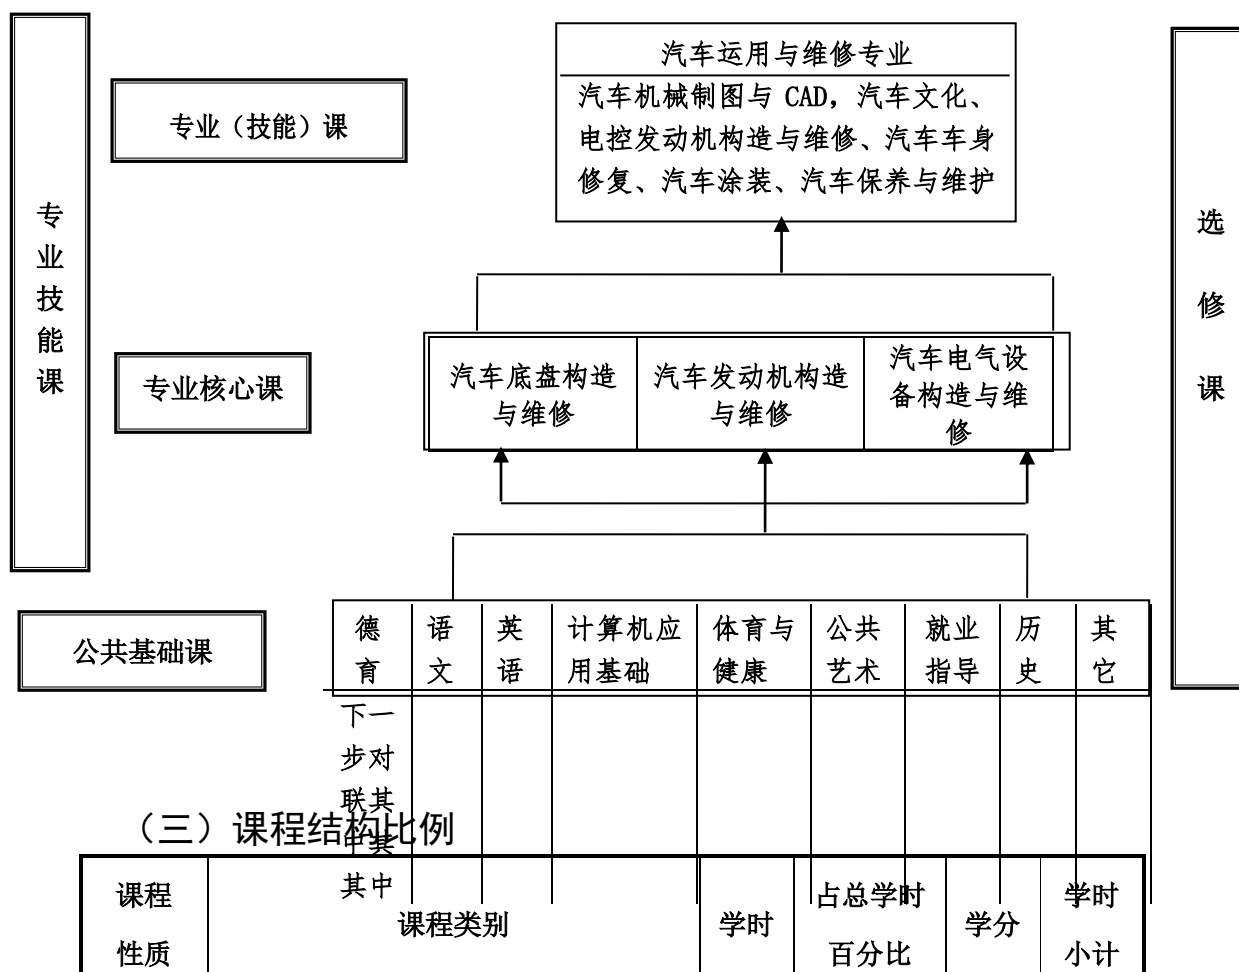 专
业
技
能
课
专业（技能）课
汽车运用与维修专业
汽车机械制图与 CAD，汽车文化、
电控发动机构造与维修、汽车车身
修复、汽车涂装、汽车保养与维护
选
修
课
专业核心课
汽车底盘构造
与维修
汽车发动机构造
与维修
汽车电气设
备构造与维
修
公共基础课
德
育
语
文
英
语
计算机应
用基础
体育与
健康
公共
艺术
就业
指导
历
史
其
它
下一
步对
联其
中其
其中
（三）课程结构比例
课程
性质
课程类别
学时
占总学时
百分比
学分
学时
小计